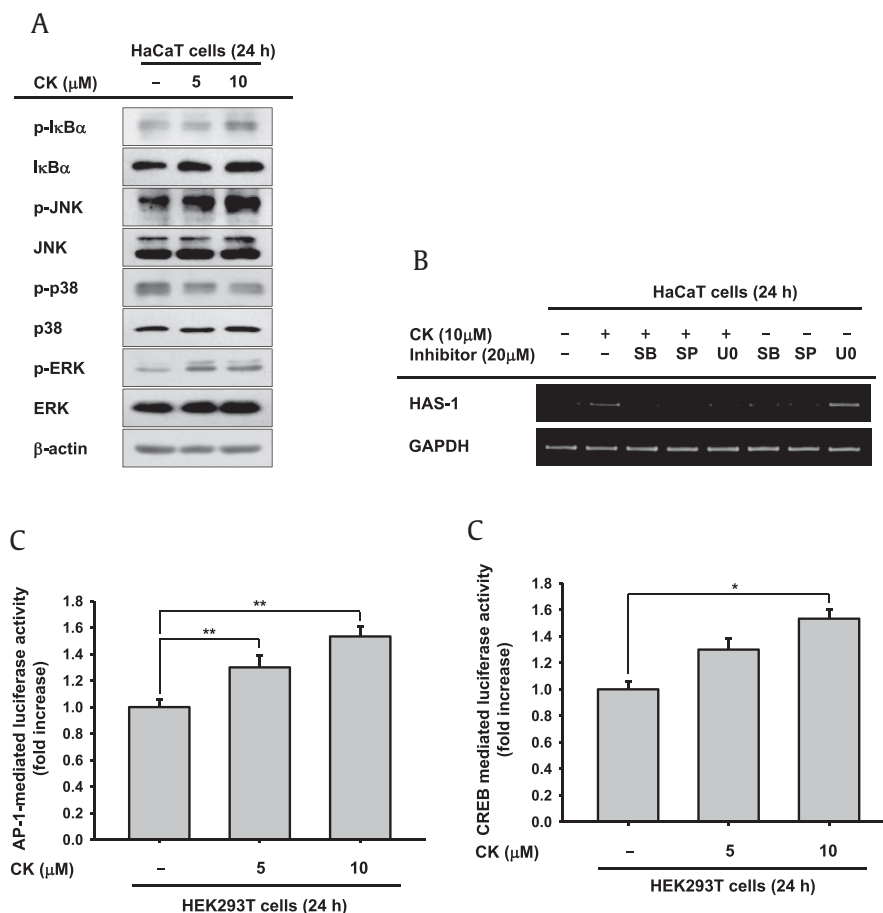 A
HaCaT cells (24 h)
CK (μM) – 5 10
p-IκBα
IκBα
p-JNK
JNK
p-p38
p38
p-ERK
ERK
β-actin
B
HaCaT cells (24 h)
CK (10μM) – + + + + – – –
Inhibitor (20μM) – – SB SP U0 SB SP U0
HAS-1
GAPDH
C
AP-1-mediated luciferase activity
(fold increase)
1.8
1.6
1.4
1.2
1.0
0.8
0.6
0.4
0.2
0.0
**
**
CK (μM) – 5 10
HEK293T cells (24 h)
C
CREB mediated luciferase activity
(fold increase)
1.8
1.6
1.4
1.2
1.0
0.8
0.6
0.4
0.2
0.0
*
CK (μM) – 5 10
HEK293T cells (24 h)